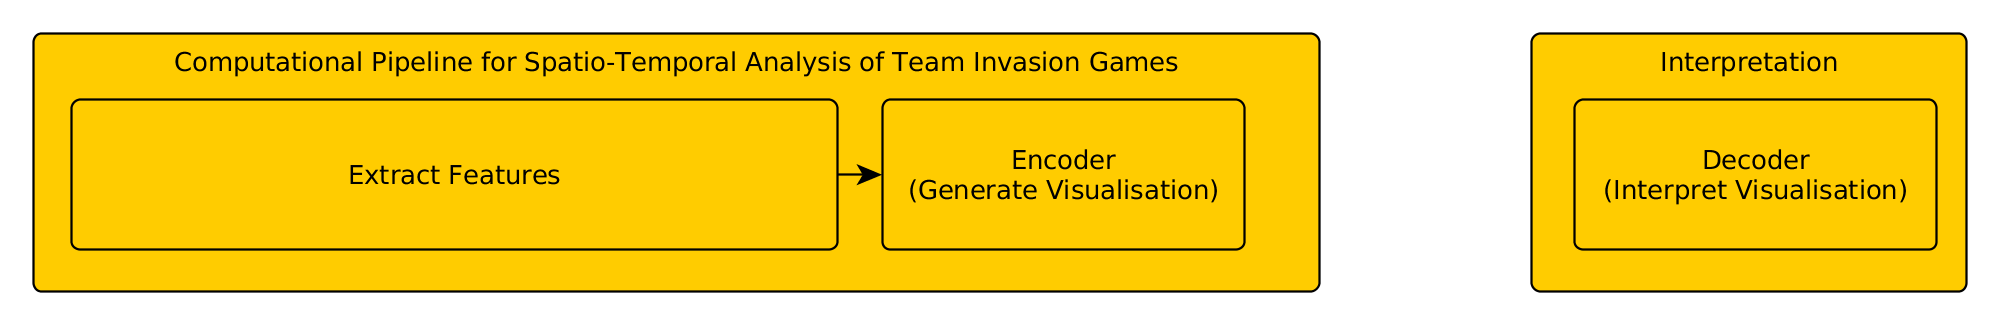 Computational Pipeline for Spatio-Temporal Analysis of Team Invasion Games
Extract Features
Encoder
(Generate Visualisation)
Interpretation
Decoder
(Interpret Visualisation)